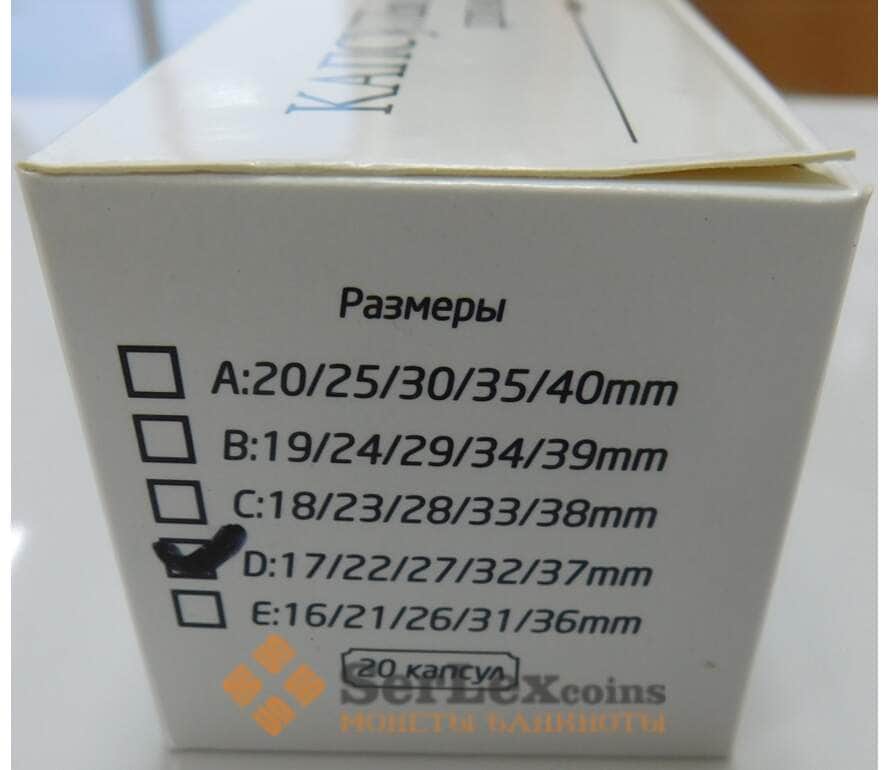 Размеры
A:20/25/30/35/40mm
B:19/24/29/34/39mm
C:18/23/28/33/38mm
D:17/22/27/32/37mm
E:16/21/26/31/36mm
20 капсул
SerLexcoins
МОНЕТЫ БАНКНОТЫ